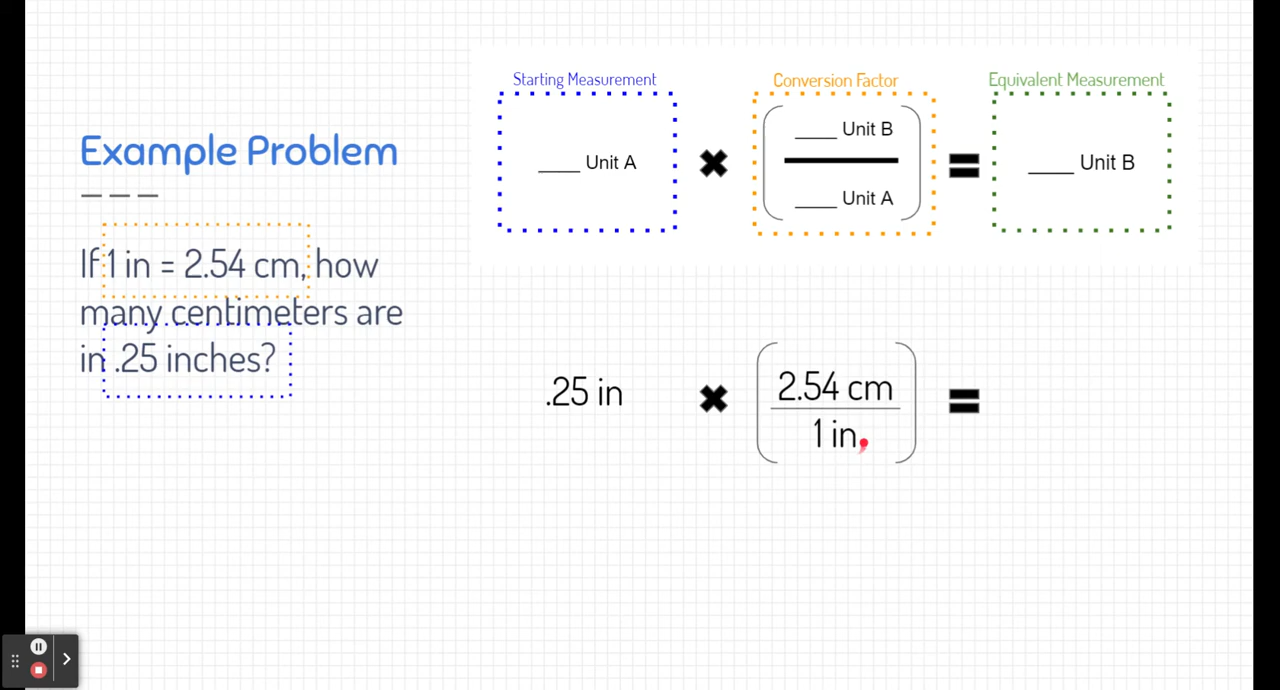 Example Problem
If 1 in = 2.54 cm, how
many centimeters are
in .25 inches?
Starting Measurement
____ Unit A
Conversion Factor
____ Unit B
____ Unit A
=
Equivalent Measurement
____ Unit B
.25 in
2.54 cm
1 in
=